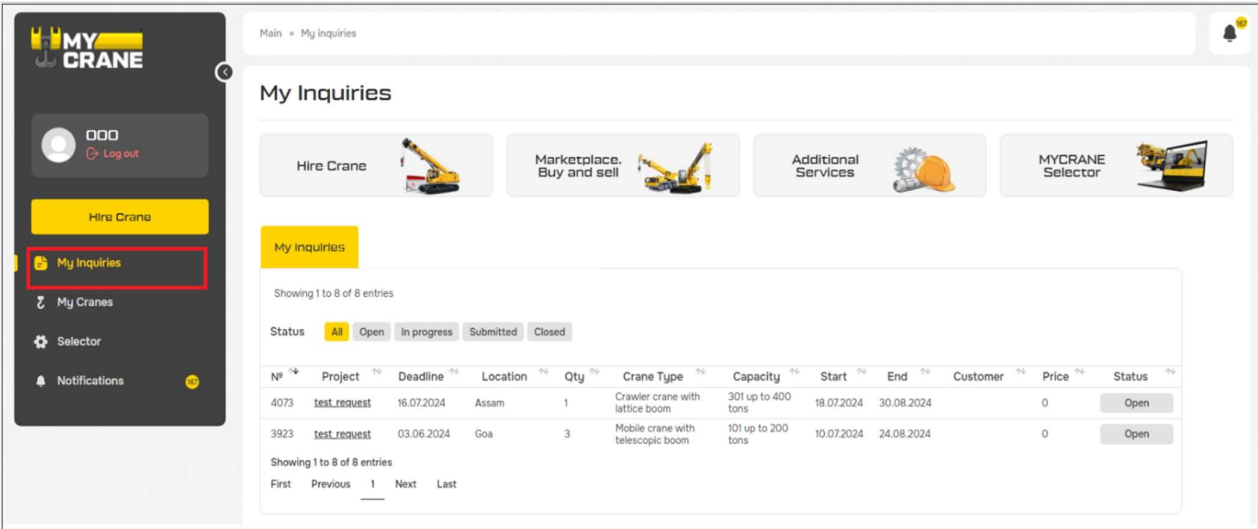 MY
CRANE
Main » My inquiries
167
My Inquiries
OOO
Log out
Hire Crane
Marketplace.
Buy and sell
Additional
Services
MYCRANE
Selector
Hire Crane
My Inquiries
My Inquiries
My Cranes
Selector
Notifications 167
Showing 1 to 8 of 8 entries
Status All Open In progress Submitted Closed
Nº Project Deadline Location Qty Crane Type Capacity Start End Customer Price Status
4073 test_request 16.07.2024 Assam 1 Crawler crane with lattice boom 301 up to 400 tons 18.07.2024 30.08.2024 0 Open
3923 test_request 03.06.2024 Goa 3 Mobile crane with telescopic boom 101 up to 200 tons 10.07.2024 24.08.2024 0 Open
Showing 1 to 8 of 8 entries
First Previous 1 Next Last